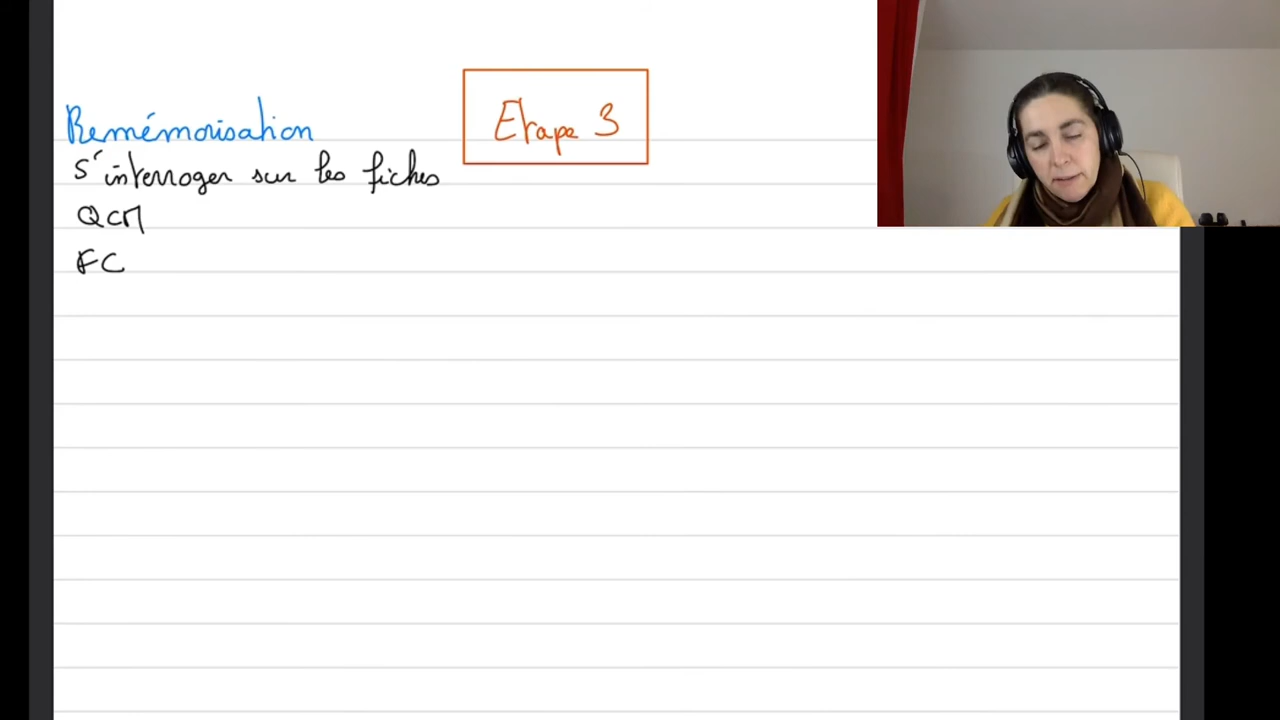 Etape 3
Remémorisation
S'interroger sur les fiches
QCM
FC